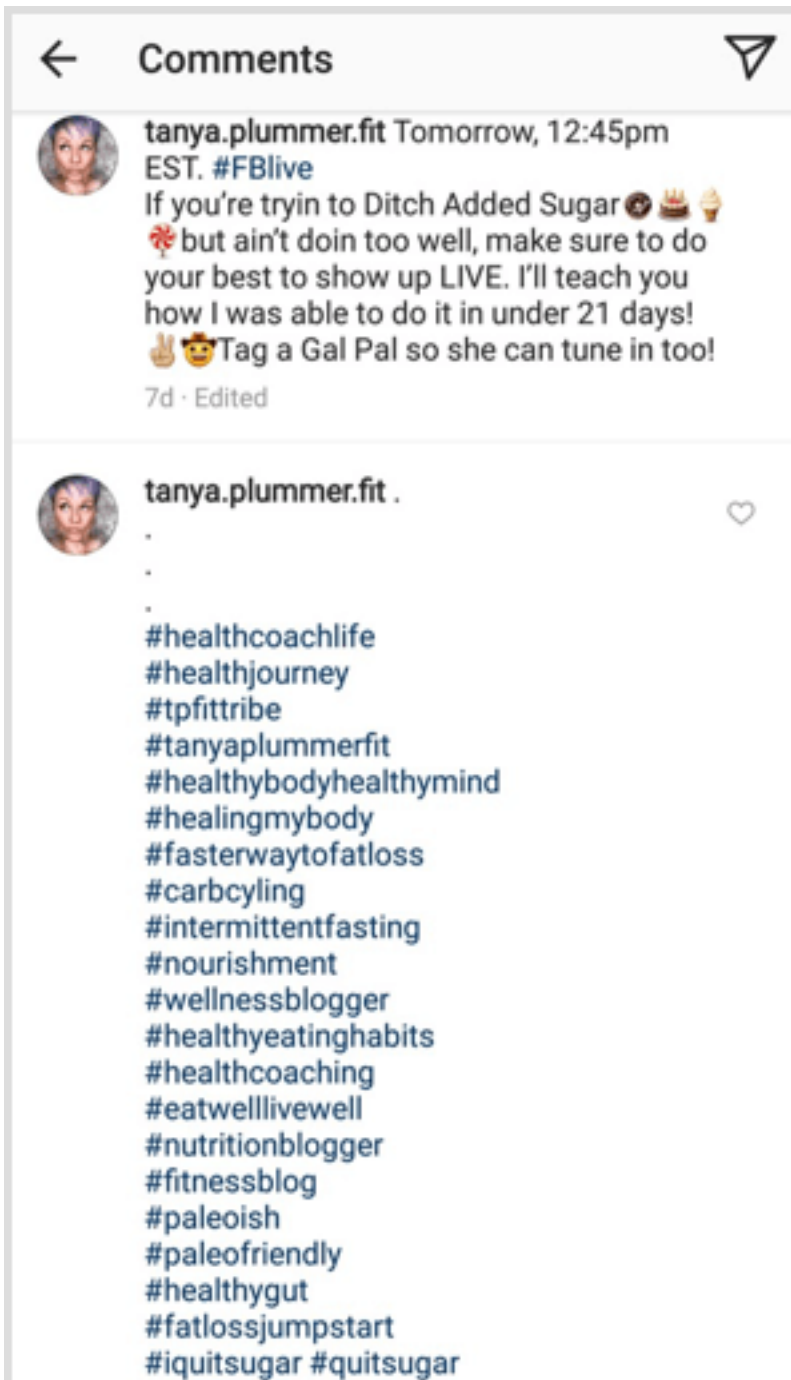 Comments
tanya.plummer.fit Tomorrow, 12:45pm
EST. #FBlive
If you're tryin to Ditch Added Sugar🍩🎂🍦
🍭but ain't doin too well, make sure to do
your best to show up LIVE. I'll teach you
how I was able to do it in under 21 days!
✌🏼🤠Tag a Gal Pal so she can tune in too!
7d · Edited
tanya.plummer.fit .
.
.
.
#healthcoachlife
#healthjourney
#tpfittribe
#tanyaplummerfit
#healthybodyhealthymind
#healingmybody
#fasterwaytofatloss
#carbcyling
#intermittentfasting
#nourishment
#wellnessblogger
#healthyeatinghabits
#healthcoaching
#eatwelllivewell
#nutritionblogger
#fitnessblog
#paleoish
#paleofriendly
#healthygut
#fatlossjumpstart
#iquitsugar #quitsugar